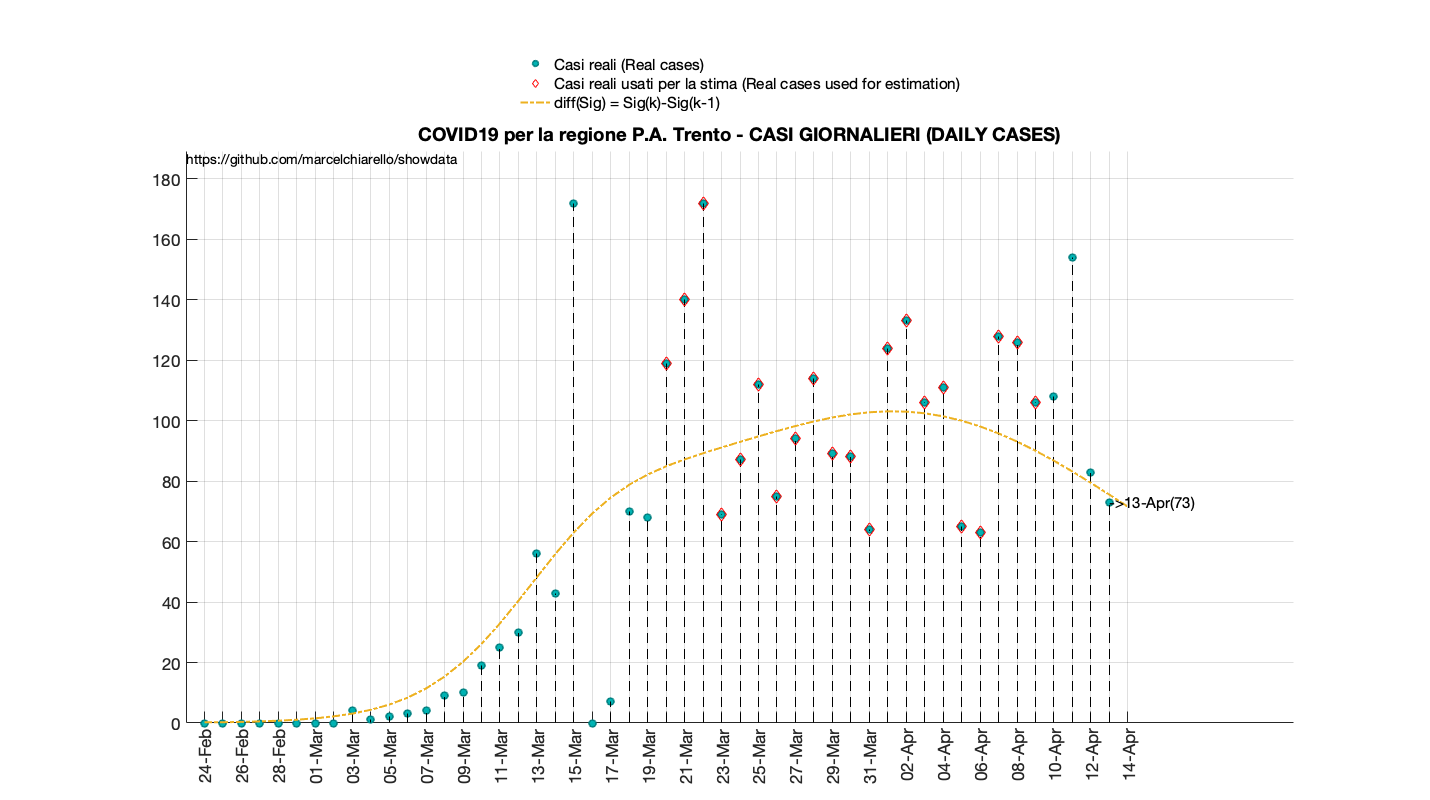 Casi reali (Real cases)
Casi reali usati per la stima (Real cases used for estimation)
diff(Sig) = Sig(k)-Sig(k-1)
COVID19 per la regione P.A. Trento - CASI GIORNALIERI (DAILY CASES)
https://github.com/marcelchiarello/showdata
180
160
140
120
100
80
60
40
20
0
->13-Apr(73)
24-Feb
26-Feb
28-Feb
01-Mar
03-Mar
05-Mar
07-Mar
09-Mar
11-Mar
13-Mar
15-Mar
17-Mar
19-Mar
21-Mar
23-Mar
25-Mar
27-Mar
29-Mar
31-Mar
02-Apr
04-Apr
06-Apr
08-Apr
10-Apr
12-Apr
14-Apr